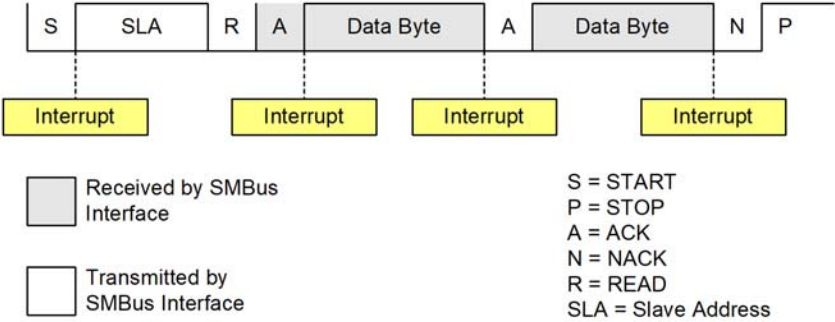 S SLA R A Data Byte A Data Byte N P
Interrupt Interrupt Interrupt Interrupt
Received by SMBus
Interface
Transmitted by
SMBus Interface
S = START
P = STOP
A = ACK
N = NACK
R = READ
SLA = Slave Address